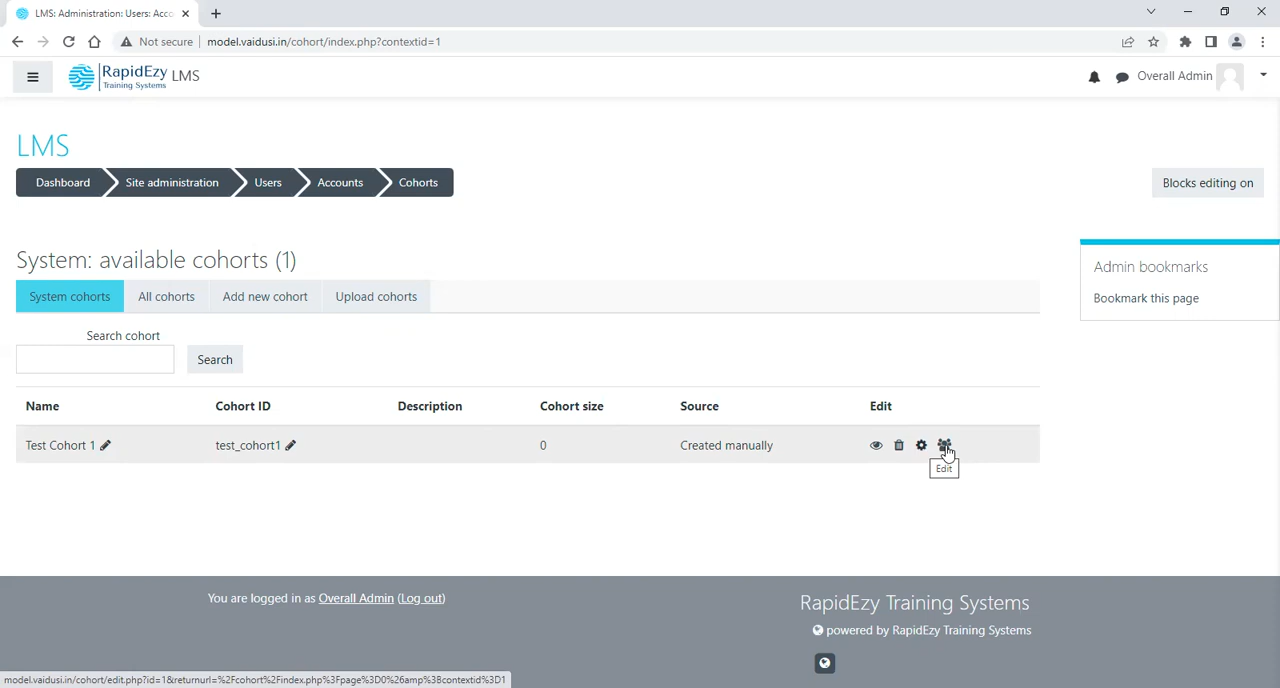 LMS: Administration: Users: Acco
Not secure
model.vaidusi.in/cohort/index.php?contextid=1
RapidEzy LMS
Training Systems
Overall Admin
LMS
Dashboard Site administration Users Accounts Cohorts
Blocks editing on
System: available cohorts (1)
System cohorts All cohorts Add new cohort Upload cohorts
Admin bookmarks
Bookmark this page
Search cohort
Search
Name Cohort ID Description Cohort size Source Edit
Test Cohort 1 test_cohort1 0 Created manually
Edit
You are logged in as Overall Admin (Log out)
RapidEzy Training Systems
powered by RapidEzy Training Systems
model.vaidusi.in/cohort/edit.php?id=1&returnurl=%2Fcohort%2Findex.php%3Fpage%3D0%26amp%3Bcontextid%3D1